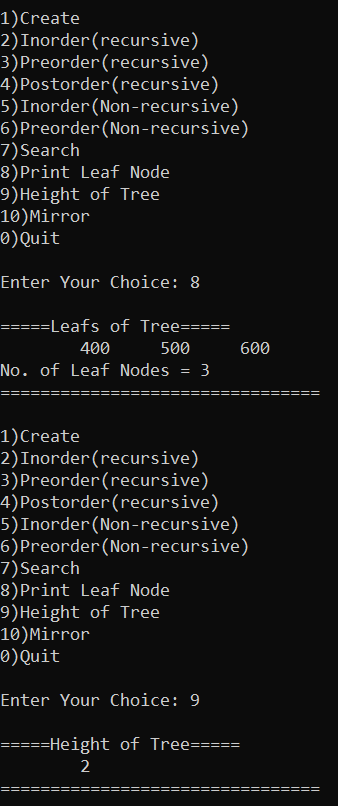 1)Create
2)Inorder(recursive)
3)Preorder(recursive)
4)Postorder(recursive)
5)Inorder(Non-recursive)
6)Preorder(Non-recursive)
7)Search
8)Print Leaf Node
9)Height of Tree
10)Mirror
0)Quit
Enter Your Choice: 8
=====Leafs of Tree=====
400 500 600
No. of Leaf Nodes = 3
================================
1)Create
2)Inorder(recursive)
3)Preorder(recursive)
4)Postorder(recursive)
5)Inorder(Non-recursive)
6)Preorder(Non-recursive)
7)Search
8)Print Leaf Node
9)Height of Tree
10)Mirror
0)Quit
Enter Your Choice: 9
=====Height of Tree=====
2
================================